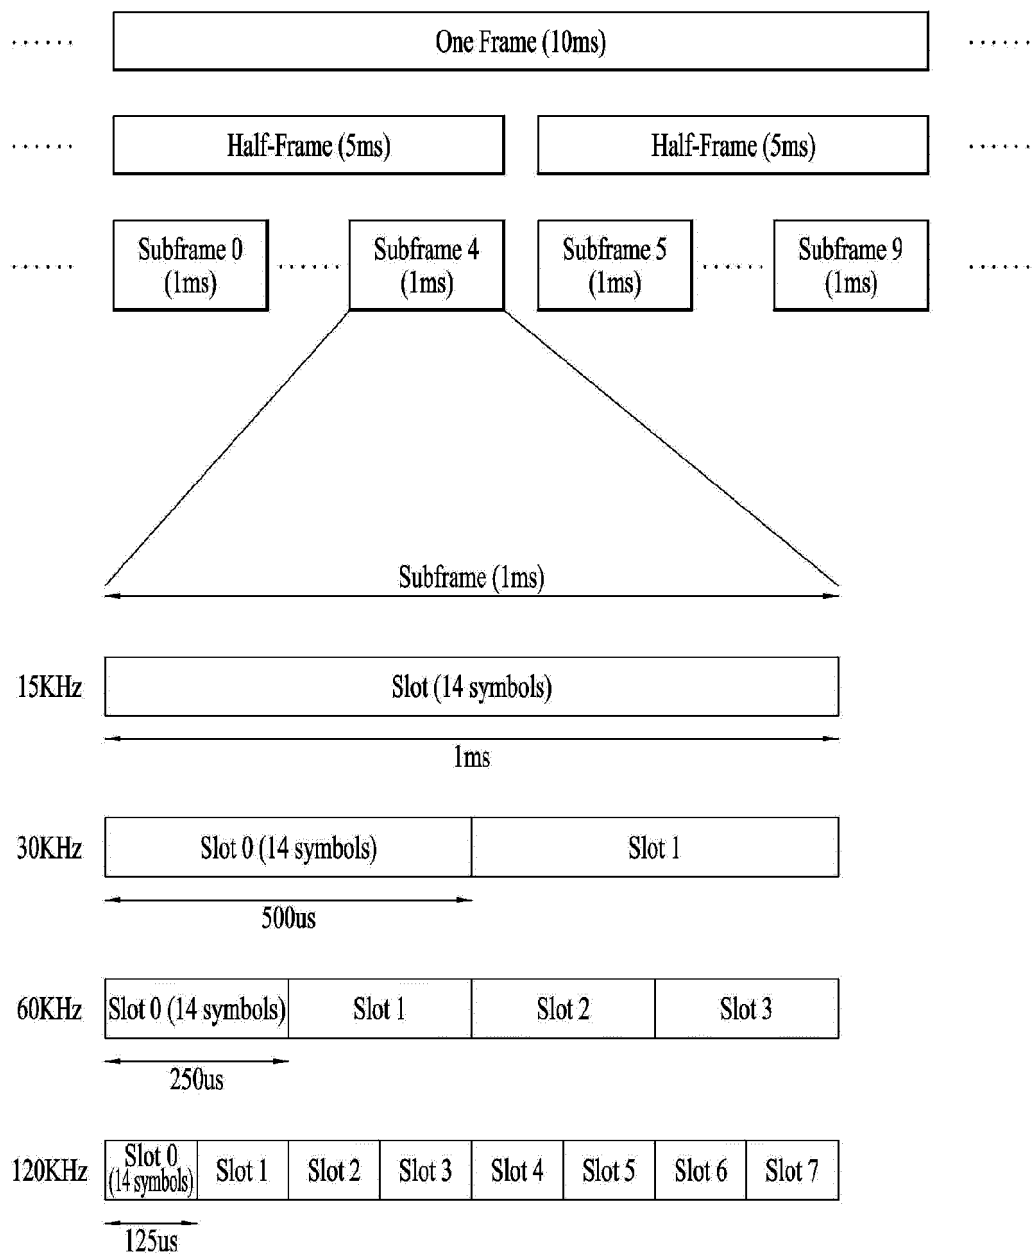 One Frame (10ms)
Half-Frame (5ms)
Half-Frame (5ms)
Subframe 0
(1ms)
Subframe 4
(1ms)
Subframe 5
(1ms)
Subframe 9
(1ms)
Subframe (1ms)
15KHz
Slot (14 symbols)
1ms
30KHz
Slot 0 (14 symbols)
Slot 1
500us
60KHz
Slot 0 (14 symbols)
Slot 1
Slot 2
Slot 3
250us
120KHz
Slot 0
(14 symbols)
Slot 1
Slot 2
Slot 3
Slot 4
Slot 5
Slot 6
Slot 7
125us